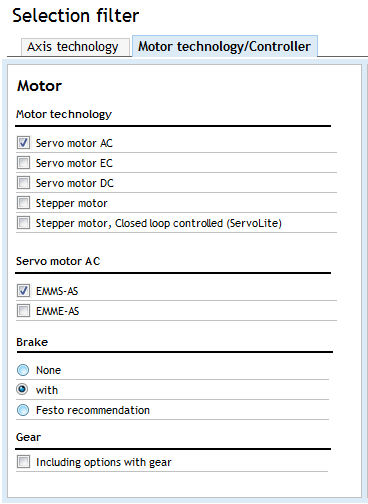 Selection filter
Axis technology
Motor technology/Controller
Motor
Motor technology
Servo motor AC
Servo motor EC
Servo motor DC
Stepper motor
Stepper motor, Closed loop controlled (ServoLite)
Servo motor AC
EMMS-AS
EMME-AS
Brake
None
with
Festo recommendation
Gear
Including options with gear